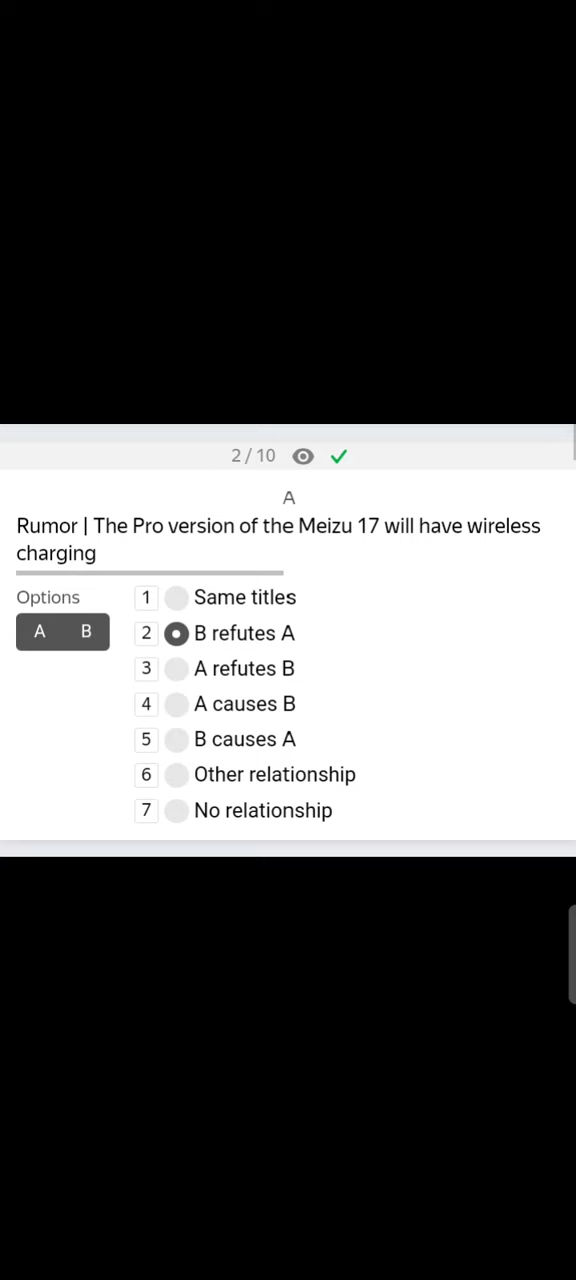 2 / 10
A
Rumor | The Pro version of the Meizu 17 will have wireless
charging
Options
A B
1 Same titles
2 B refutes A
3 A refutes B
4 A causes B
5 B causes A
6 Other relationship
7 No relationship